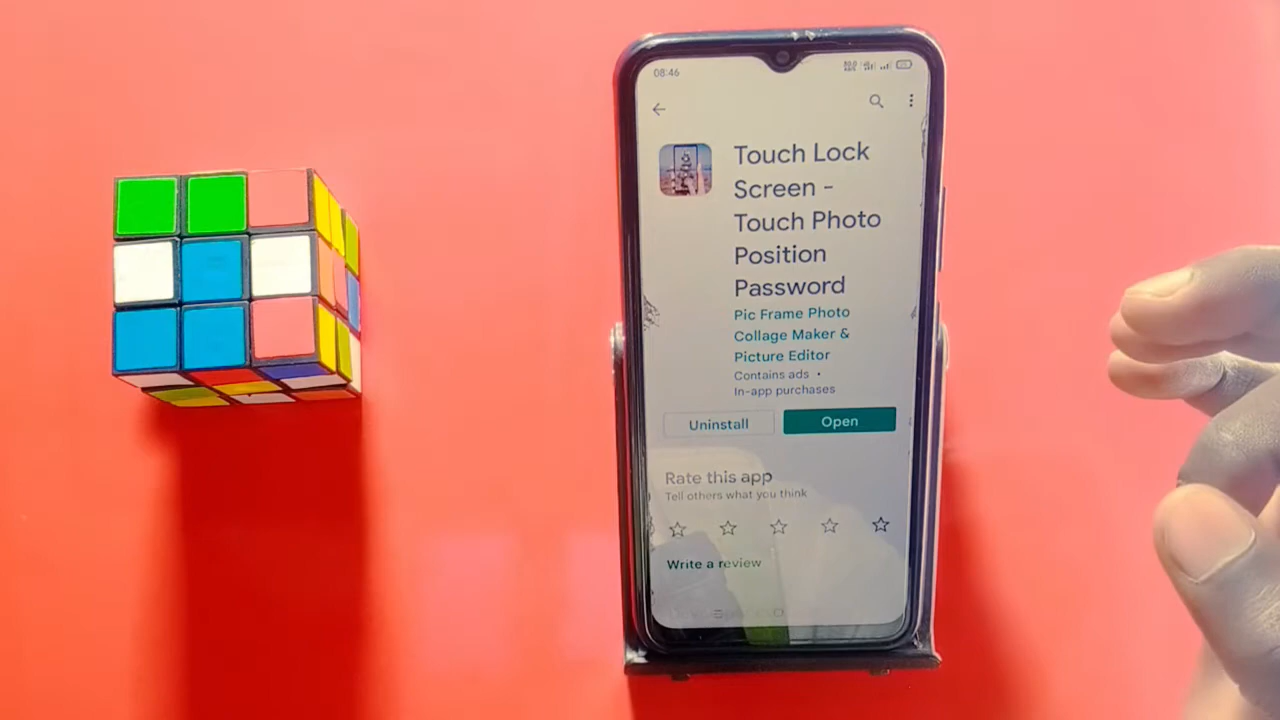 08:46
Touch Lock
Screen -
Touch Photo
Position
Password
Pic Frame Photo
Collage Maker &
Picture Editor
Contains ads •
In-app purchases
Uninstall
Open
Rate this app
Tell others what you think
Write a review